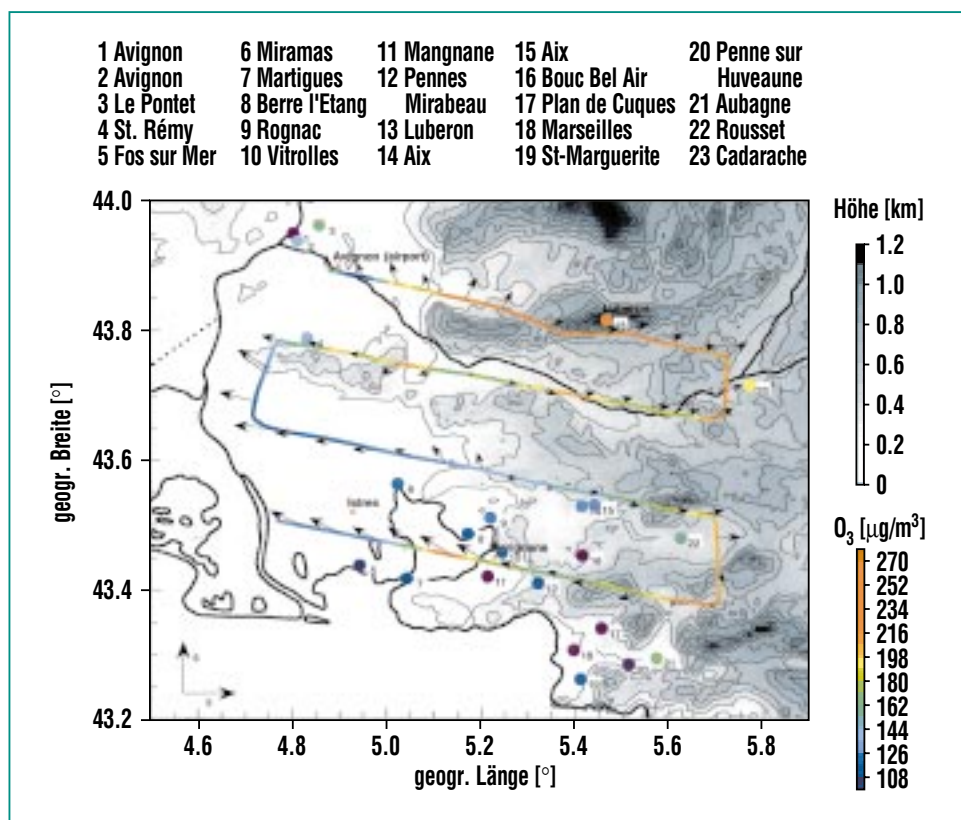 1 Avignon
2 Avignon
3 Le Pontet
4 St. Rémy
5 Fos sur Mer
6 Miramas
7 Martigues
8 Berre l'Etang
9 Rognac
10 Vitrolles
11 Mangnane
12 Pennes
Mirabeau
13 Luberon
14 Aix
15 Aix
16 Bouc Bel Air
17 Plan de Cuques
18 Marseilles
19 St-Marguerite
20 Penne sur
Huveaune
21 Aubagne
22 Rousset
23 Cadarache
44.0
43.8
43.6
43.4
43.2
geogr. Breite [°]
4.6 4.8 5.0 5.2 5.4 5.6 5.8
geogr. Länge [°]
Avignon (airport)
Istres
11
22
Höhe [km]
1.2
1.0
0.8
0.6
0.4
0.2
0
O₃ [µg/m³]
270
252
234
216
198
180
162
144
126
108